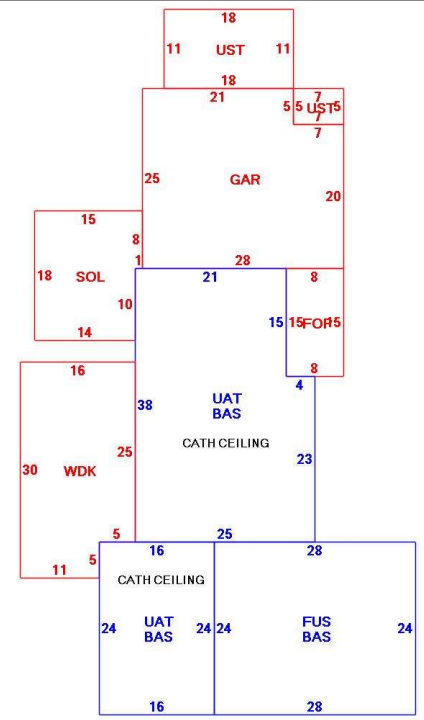 18
11 UST 11
18
21 7
5 5 UST 5
7
7
25 GAR 20
15
8
1 28
18 SOL 10
21 8
15 15 FOP 15
14
16 8
4
38 UAT
BAS
CATH CEILING
25 23
30 WDK
5 25
16 28
5
11
CATH CEILING
24 UAT 24 24 FUS 24
BAS BAS
16 28